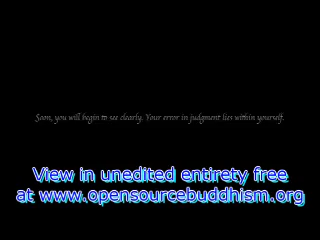 Soon, you will begin to see clearly. Your error in judgment lies within yourself.
View in unedited entirety free
at www.opensourcebuddhism.org